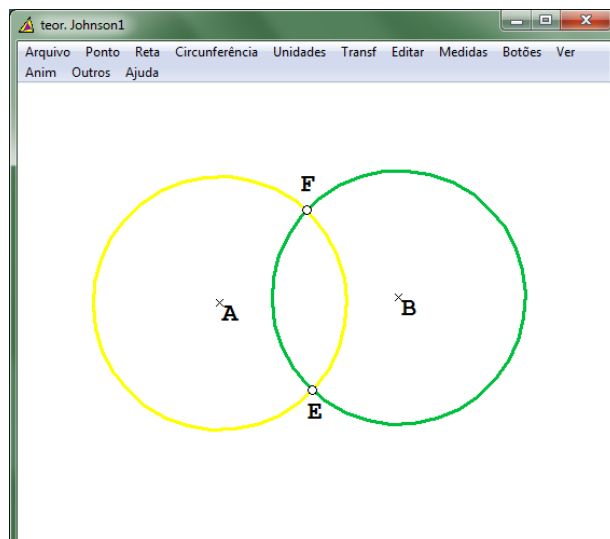 teor. Johnson1
Arquivo Ponto Reta Circunferência Unidades Transf Editar Medidas Botões Ver
Anim Outros Ajuda
F
A
B
E